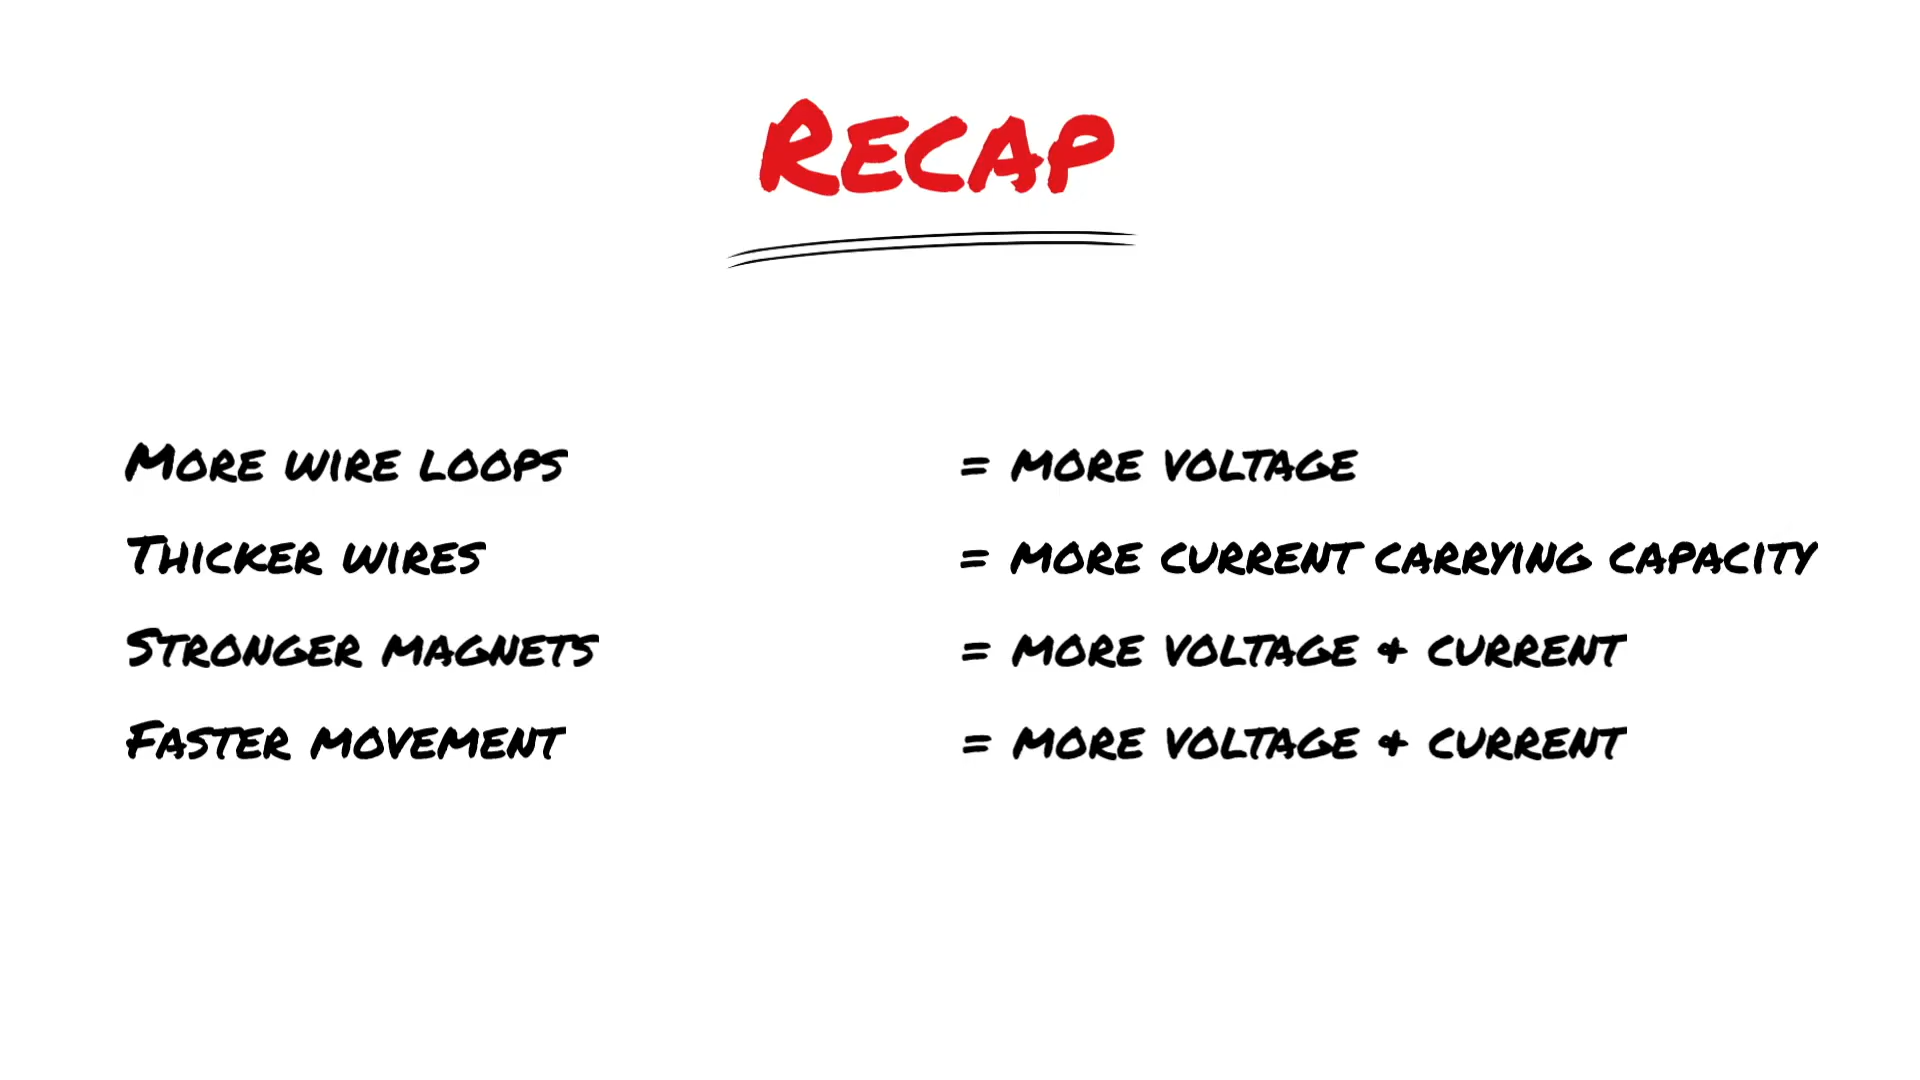 Recap
More wire loops = more voltage
Thicker wires = more current carrying capacity
Stronger magnets = more voltage & current
Faster movement = more voltage & current